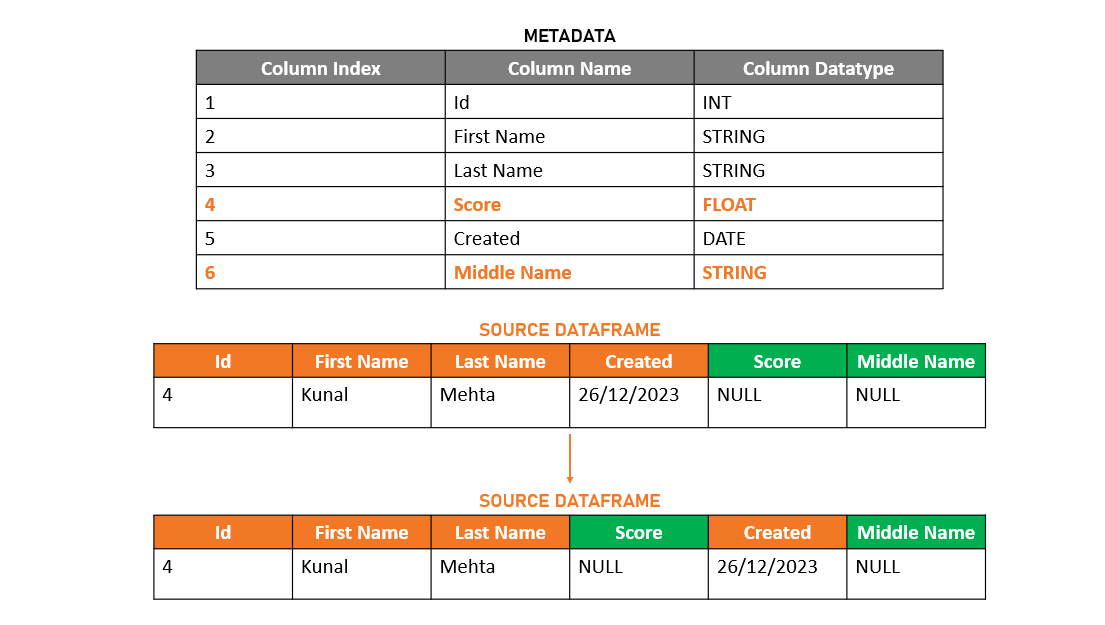 METADATA
Column Index Column Name Column Datatype
1 Id INT
2 First Name STRING
3 Last Name STRING
4 Score FLOAT
5 Created DATE
6 Middle Name STRING
SOURCE DATAFRAME
Id First Name Last Name Created Score Middle Name
4 Kunal Mehta 26/12/2023 NULL NULL
SOURCE DATAFRAME
Id First Name Last Name Score Created Middle Name
4 Kunal Mehta NULL 26/12/2023 NULL